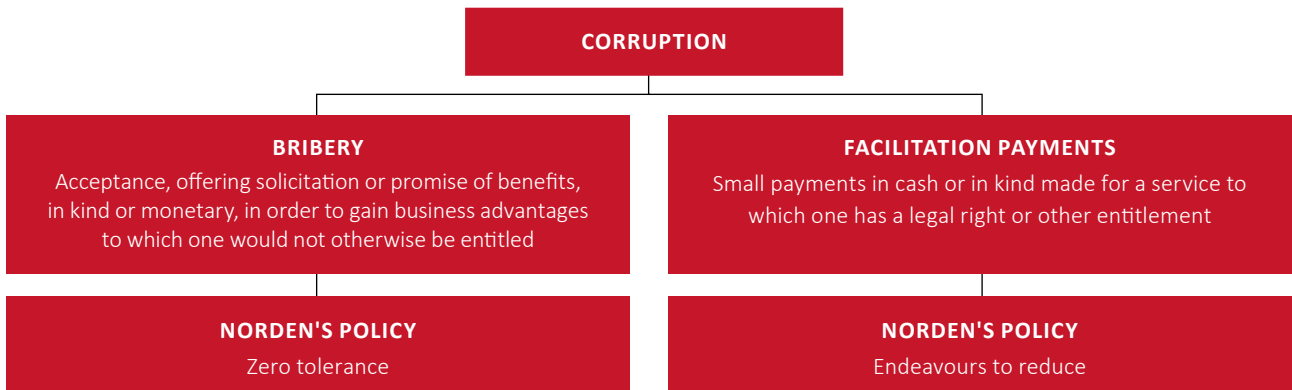 CORRUPTION
BRIBERY
Acceptance, offering solicitation or promise of benefits,
in kind or monetary, in order to gain business advantages
to which one would not otherwise be entitled
FACILITATION PAYMENTS
Small payments in cash or in kind made for a service to
which one has a legal right or other entitlement
NORDEN'S POLICY
Zero tolerance
NORDEN'S POLICY
Endeavours to reduce